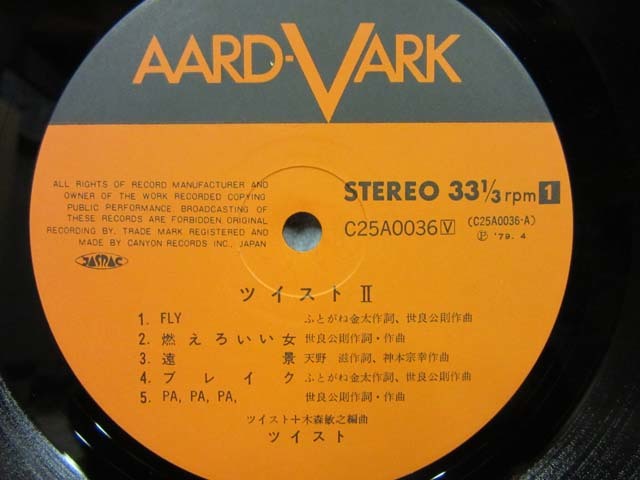 AARD-VARK
ALL RIGHTS OF RECORD MANUFACTURER AND
OWNER OF THE WORK RECORDED COPYING
PUBLIC PERFORMANCE. BROADCASTING OF
THESE RECORDS ARE FORBIDDEN. ORIGINAL
RECORDING BY, TRADE MARK REGISTERED AND
MADE BY CANYON RECORDS INC., JAPAN
JASRAC
STEREO 33 1/3 rpm 1
C25A0036 V (C25A0036-A)
Ⓟ '79. 4
ツイスト II
1. FLY ふとがね金太作詞、世良公則作曲
2. 燃えろいい女 世良公則作詞・作曲
3. 遠景 天野 滋作詞、神本宗幸作曲
4. ブレイク ふとがね金太作詞、世良公則作曲
5. PA, PA, PA, 世良公則作詞・作曲
ツイスト+木森敏之編曲
ツイスト